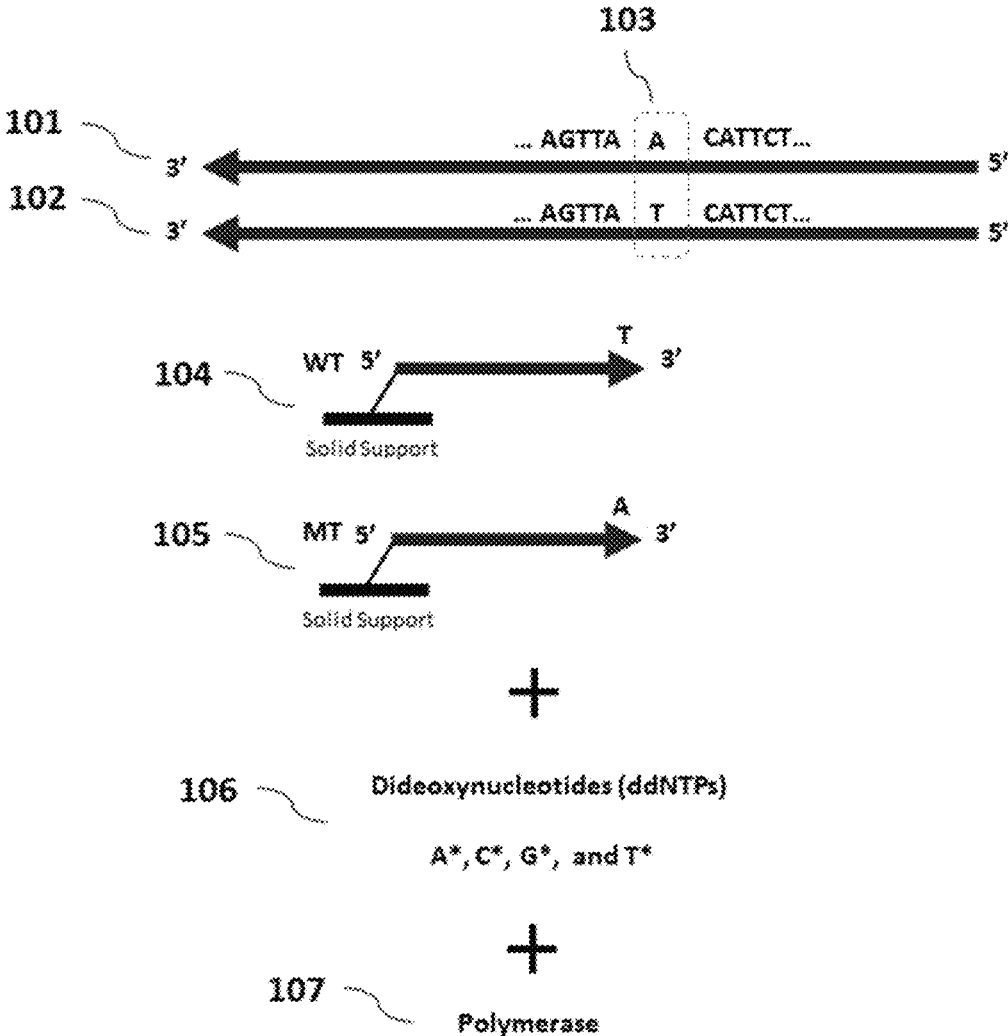 103
101
... AGTTA A CATTCT...
3' 5'
102
... AGTTA T CATTCT...
3' 5'
T
WT 5' 3'
104
Solid Support
A
MT 5' 3'
105
Solid Support
+
106
Dideoxynucleotides (ddNTPs)
A*, C*, G*, and T*
+
107
Polymerase